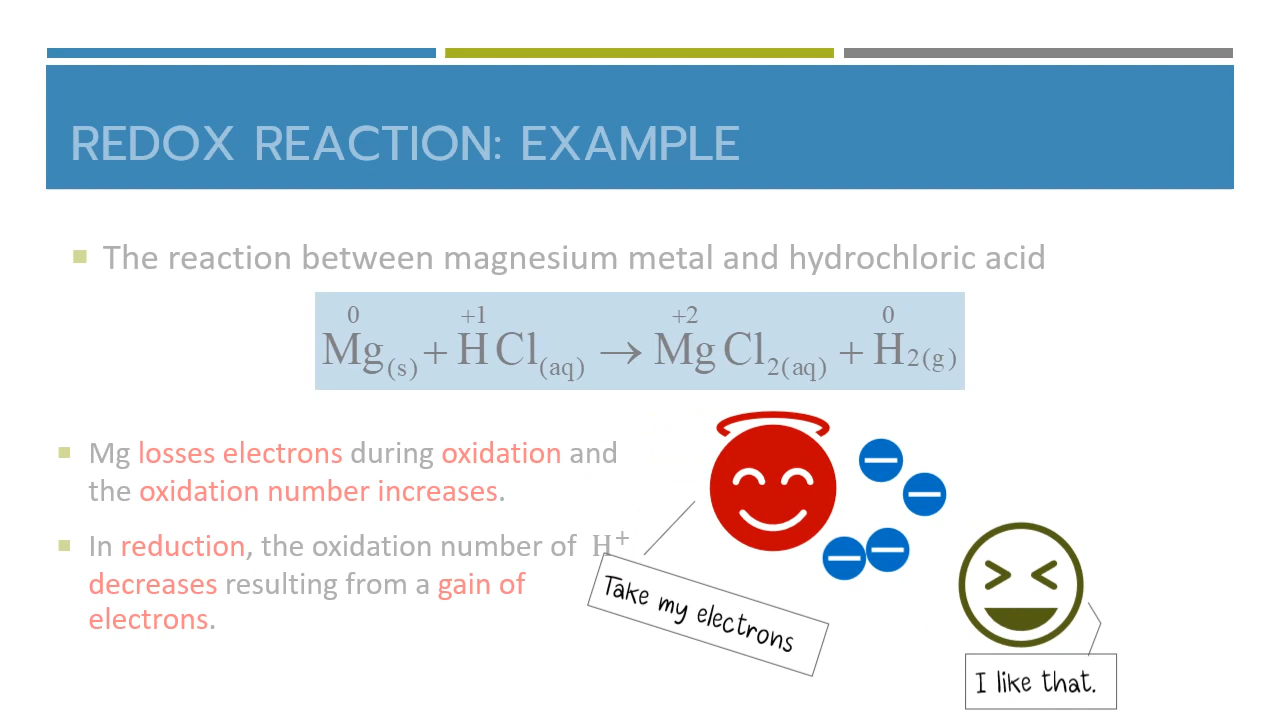 REDOX REACTION: EXAMPLE
The reaction between magnesium metal and hydrochloric acid
0 +1 +2 0
Mg(s) + HCl(aq) → MgCl2(aq) + H2(g)
Mg losses electrons during oxidation and
the oxidation number increases.
In reduction, the oxidation number of H+
decreases resulting from a gain of
electrons.
Take my electrons
I like that.